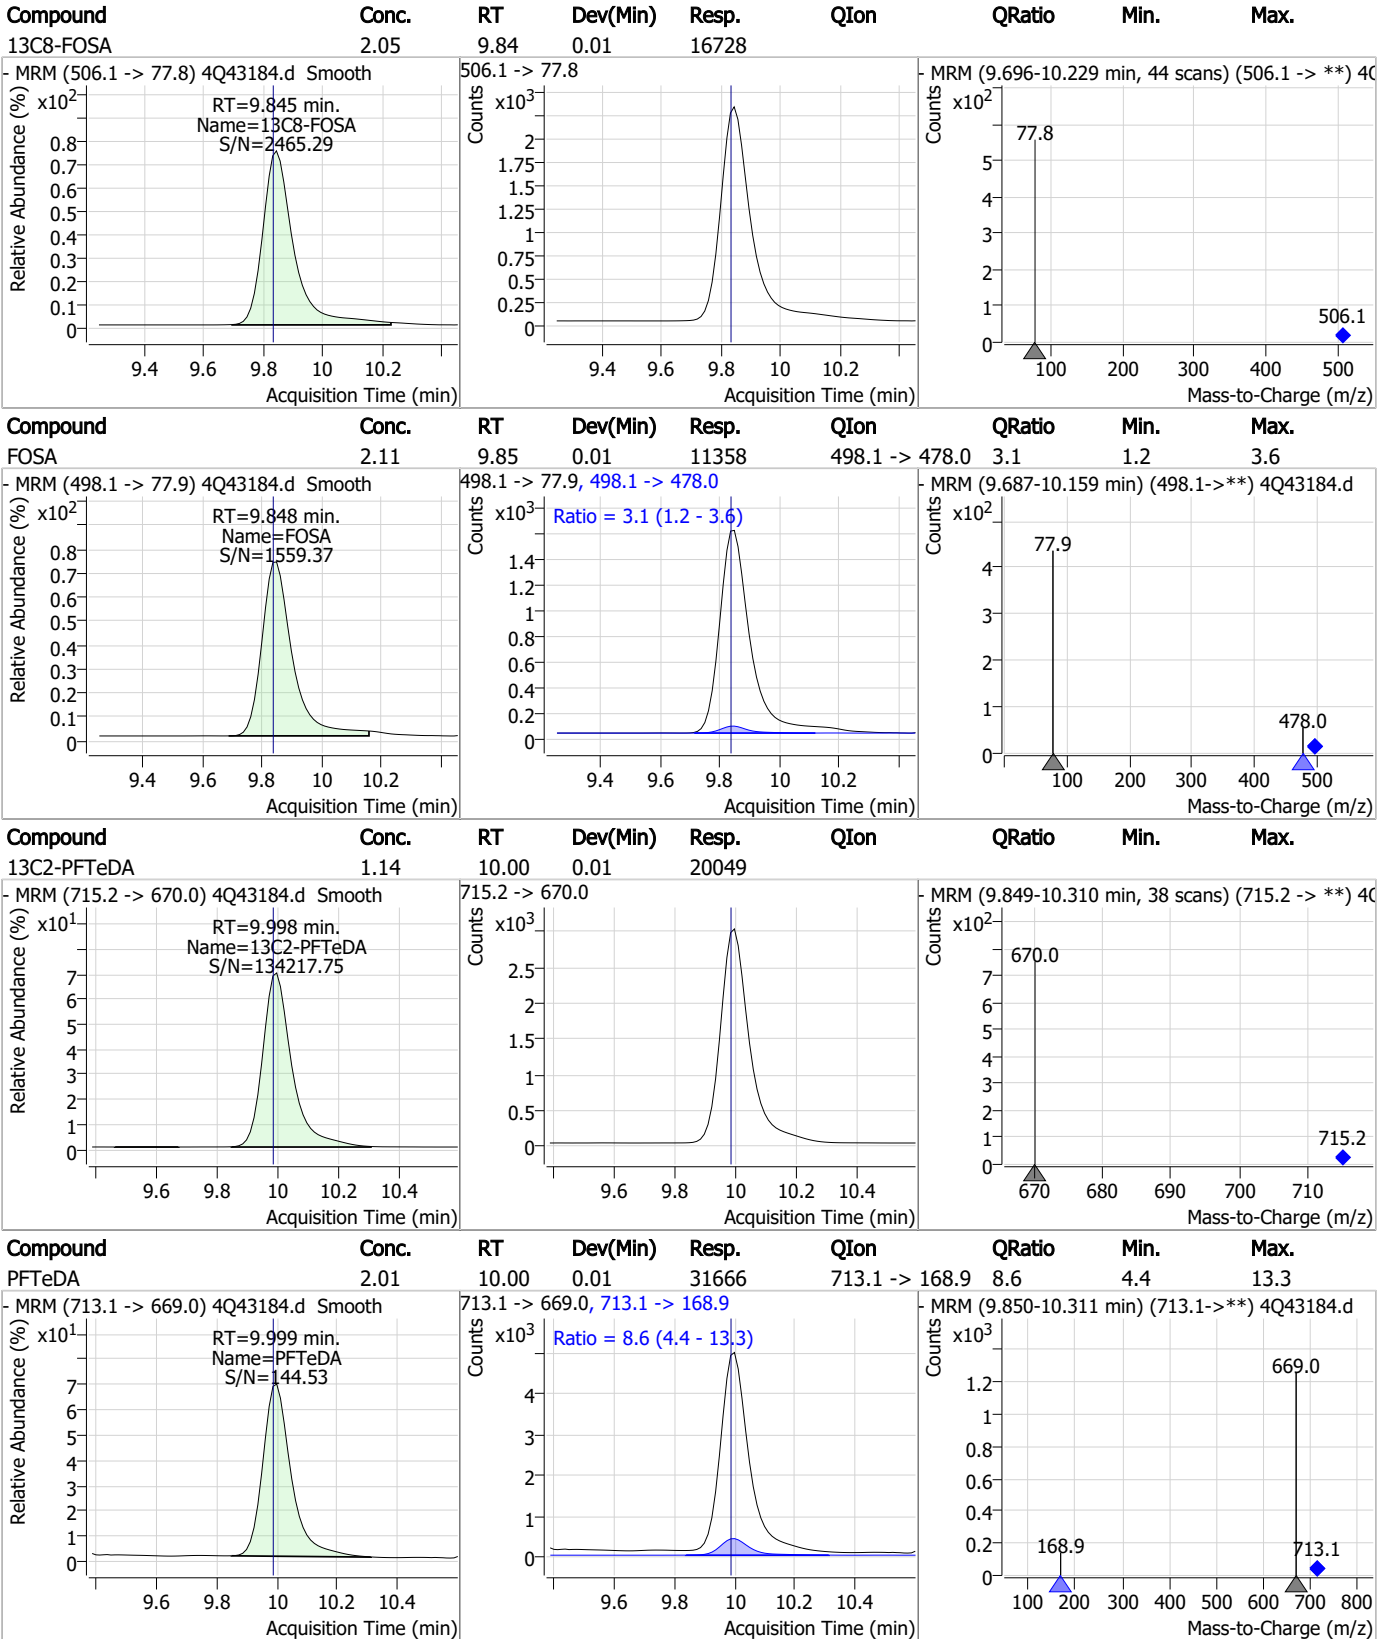 Compound Conc. RT Dev(Min) Resp. QIon QRatio Min. Max.
13C8-FOSA 2.05 9.84 0.01 16728
- MRM (506.1 -> 77.8) 4Q43184.d Smooth
Relative Abundance (%)
x10²
RT=9.845 min.
Name=13C8-FOSA
S/N=2465.29
0.8
0.7
0.6
0.5
0.4
0.3
0.2
0.1
0
9.4 9.6 9.8 10 10.2
Acquisition Time (min)
506.1 -> 77.8
Counts
x10³
2
1.75
1.5
1.25
1
0.75
0.5
0.25
0
9.4 9.6 9.8 10 10.2
Acquisition Time (min)
- MRM (9.696-10.229 min, 44 scans) (506.1 -> **) 4Q
Counts
x10²
77.8
5
4
3
2
1
0
506.1
100 200 300 400 500
Mass-to-Charge (m/z)
Compound Conc. RT Dev(Min) Resp. QIon QRatio Min. Max.
FOSA 2.11 9.85 0.01 11358 498.1 -> 478.0 3.1 1.2 3.6
- MRM (498.1 -> 77.9) 4Q43184.d Smooth
Relative Abundance (%)
x10²
RT=9.848 min.
Name=FOSA
S/N=1559.37
0.8
0.7
0.6
0.5
0.4
0.3
0.2
0.1
0
9.4 9.6 9.8 10 10.2
Acquisition Time (min)
498.1 -> 77.9, 498.1 -> 478.0
Counts
x10³
Ratio = 3.1 (1.2 - 3.6)
1.4
1.2
1
0.8
0.6
0.4
0.2
0
9.4 9.6 9.8 10 10.2
Acquisition Time (min)
- MRM (9.687-10.159 min) (498.1->**) 4Q43184.d
Counts
x10²
77.9
4
3
2
1
0
478.0
100 200 300 400 500
Mass-to-Charge (m/z)
Compound Conc. RT Dev(Min) Resp. QIon QRatio Min. Max.
13C2-PFTeDA 1.14 10.00 0.01 20049
- MRM (715.2 -> 670.0) 4Q43184.d Smooth
Relative Abundance (%)
x10¹
RT=9.998 min.
Name=13C2-PFTeDA
S/N=134217.75
7
6
5
4
3
2
1
0
9.6 9.8 10 10.2 10.4
Acquisition Time (min)
715.2 -> 670.0
Counts
x10³
2.5
2
1.5
1
0.5
0
9.6 9.8 10 10.2 10.4
Acquisition Time (min)
- MRM (9.849-10.310 min, 38 scans) (715.2 -> **) 4Q
Counts
x10²
670.0
7
6
5
4
3
2
1
0
715.2
670 680 690 700 710
Mass-to-Charge (m/z)
Compound Conc. RT Dev(Min) Resp. QIon QRatio Min. Max.
PFTeDA 2.01 10.00 0.01 31666 713.1 -> 168.9 8.6 4.4 13.3
- MRM (713.1 -> 669.0) 4Q43184.d Smooth
Relative Abundance (%)
x10¹
RT=9.999 min.
Name=PFTeDA
S/N=144.53
7
6
5
4
3
2
1
0
9.6 9.8 10 10.2 10.4
Acquisition Time (min)
713.1 -> 669.0, 713.1 -> 168.9
Counts
x10³
Ratio = 8.6 (4.4 - 13.3)
4
3
2
1
0
9.6 9.8 10 10.2 10.4
Acquisition Time (min)
- MRM (9.850-10.311 min) (713.1->**) 4Q43184.d
Counts
x10³
669.0
1.2
1
0.8
0.6
0.4
0.2
0
168.9
713.1
100 200 300 400 500 600 700 800
Mass-to-Charge (m/z)